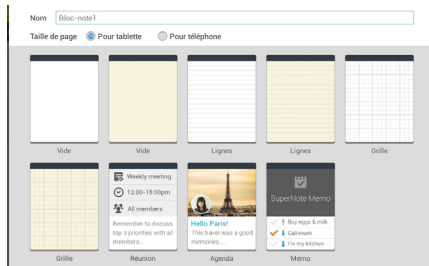 Nom Bloc-note1
Taille de page Pour tablette Pour téléphone
Vide Vide Lignes Lignes Grille
Weekly meeting
12:00-15:00pm
All members
Remember to discuss
top 3 priorities with all
members...
Hello Paris!
This travel was a good
memories...
SuperNote Memo
Buy eggs & milk
Call mom
Fix my kitchen
Grille Réunion Agenda Mémo